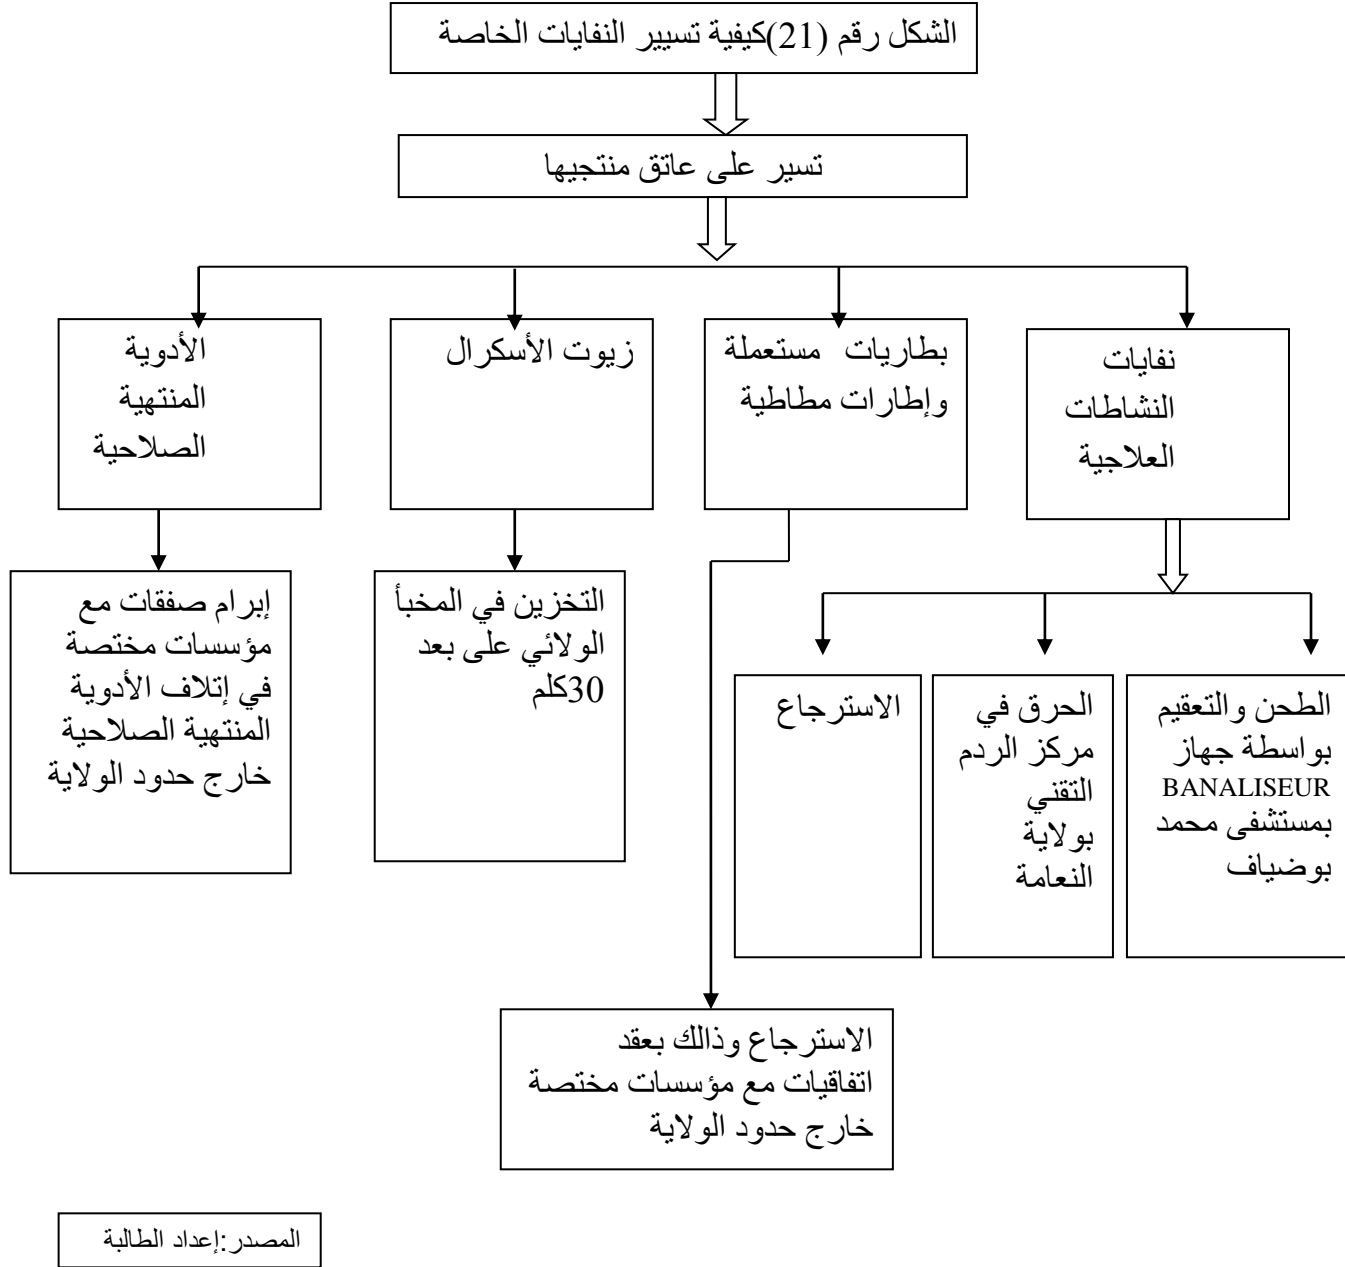 الشكل رقم (21)كيفية تسيير النفايات الخاصة
تسير على عاتق منتجيها
نفايات
النشاطات
العلاجية
بطاريات مستعملة
وإطارات مطاطية
زيوت الأسكرال
الأدوية
المنتهية
الصلاحية
الطحن والتعقيم
بواسطة جهاز
BANALISEUR
بمستشفى محمد
بوضياف
الحرق في
مركز الردم
التقني
بولاية
النعامة
الاسترجاع
التخزين في المخبأ
الولائي على بعد
30كلم
إبرام صفقات مع
مؤسسات مختصة
في إتلاف الأدوية
المنتهية الصلاحية
خارج حدود الولاية
الاسترجاع وذالك بعقد
اتفاقيات مع مؤسسات مختصة
خارج حدود الولاية
المصدر:إعداد الطالبة